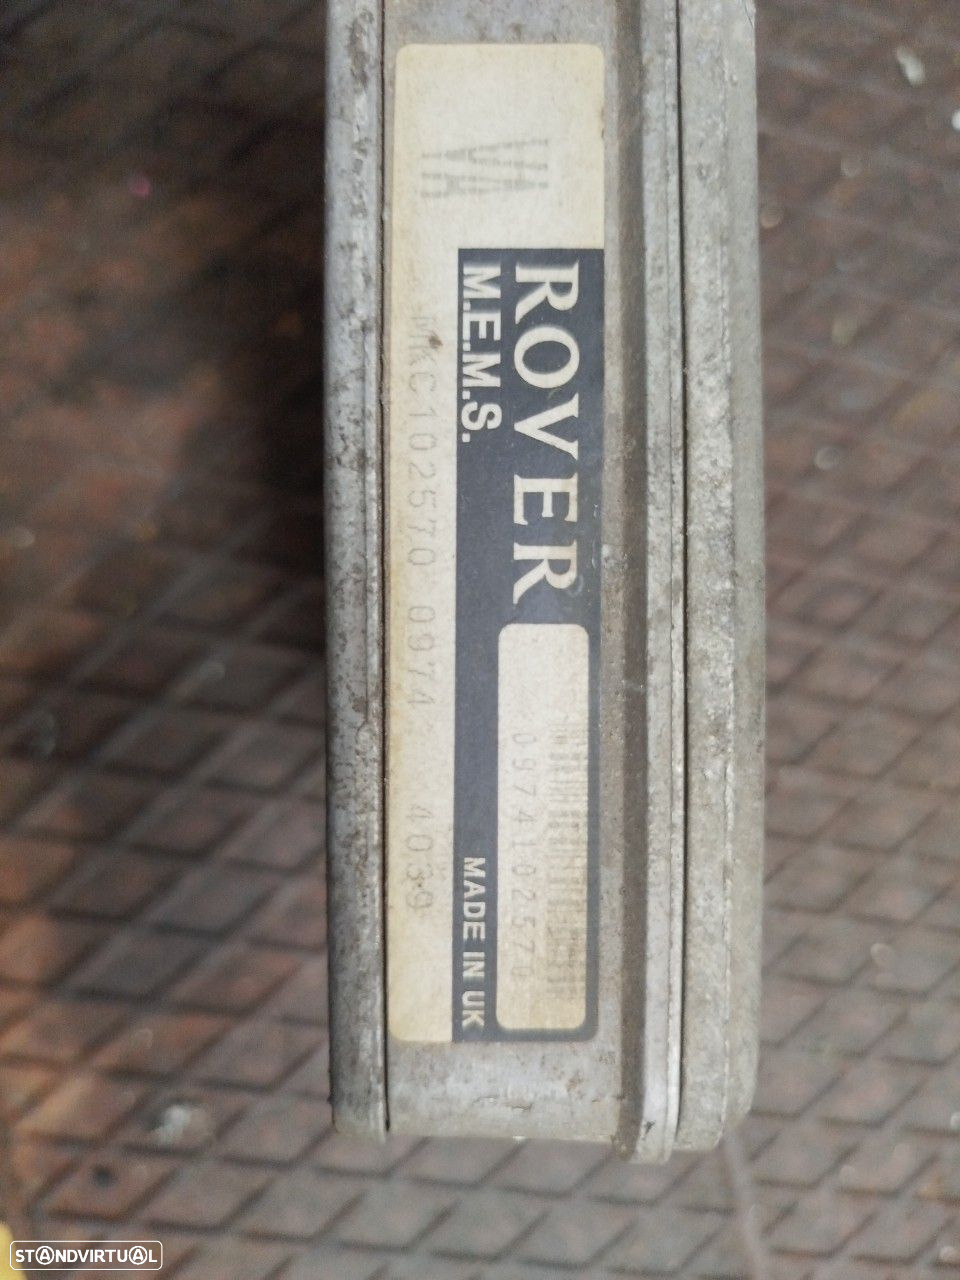 VA
ROVER
M.E.M.S.
MADE IN UK
0974102570
MKC102570 0974 4039
STANDVIRTUAL